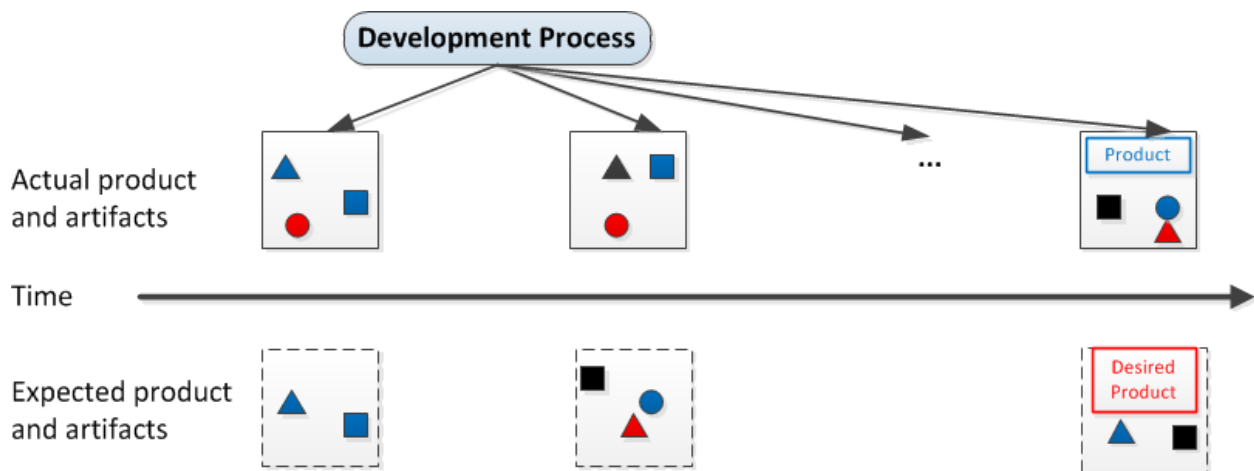 Development Process
Actual product
and artifacts
...
Product
Time
Expected product
and artifacts
Desired
Product